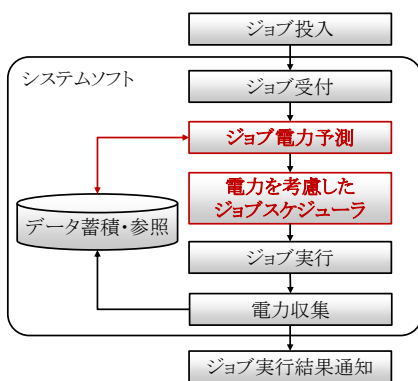 ジョブ投入
システムソフト
ジョブ受付
ジョブ電力予測
電力を考慮した
ジョブスケジューラ
データ蓄積・参照
ジョブ実行
電力収集
ジョブ実行結果通知